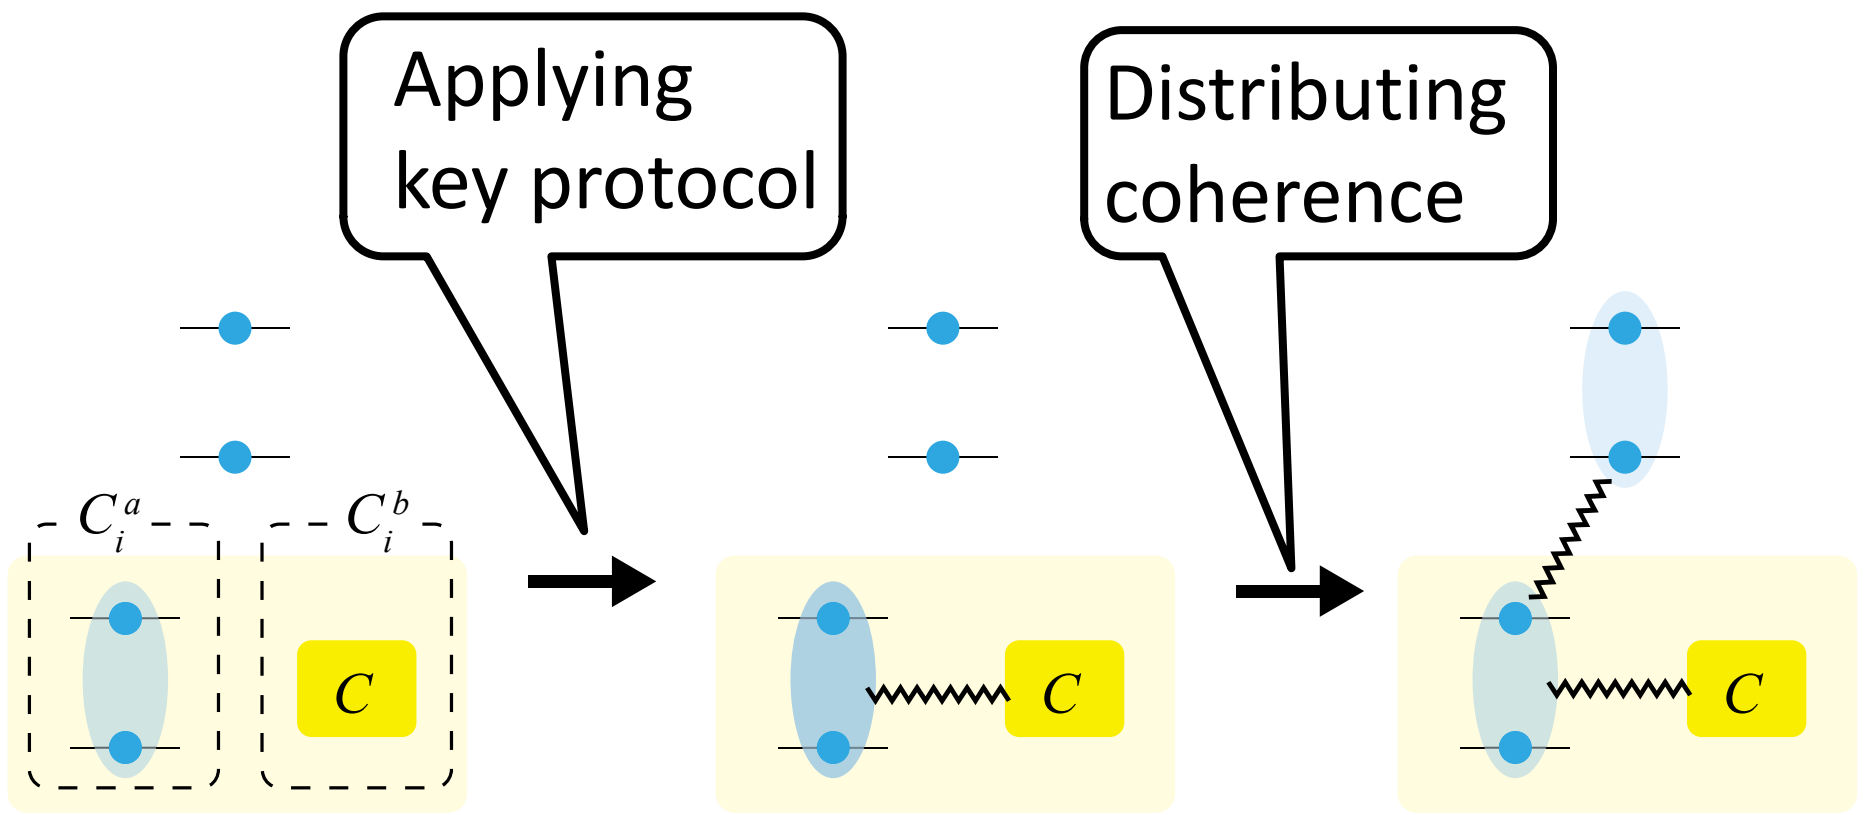 Applying
key protocol
Distributing
coherence
C_i^a
C_i^b
C
C
C